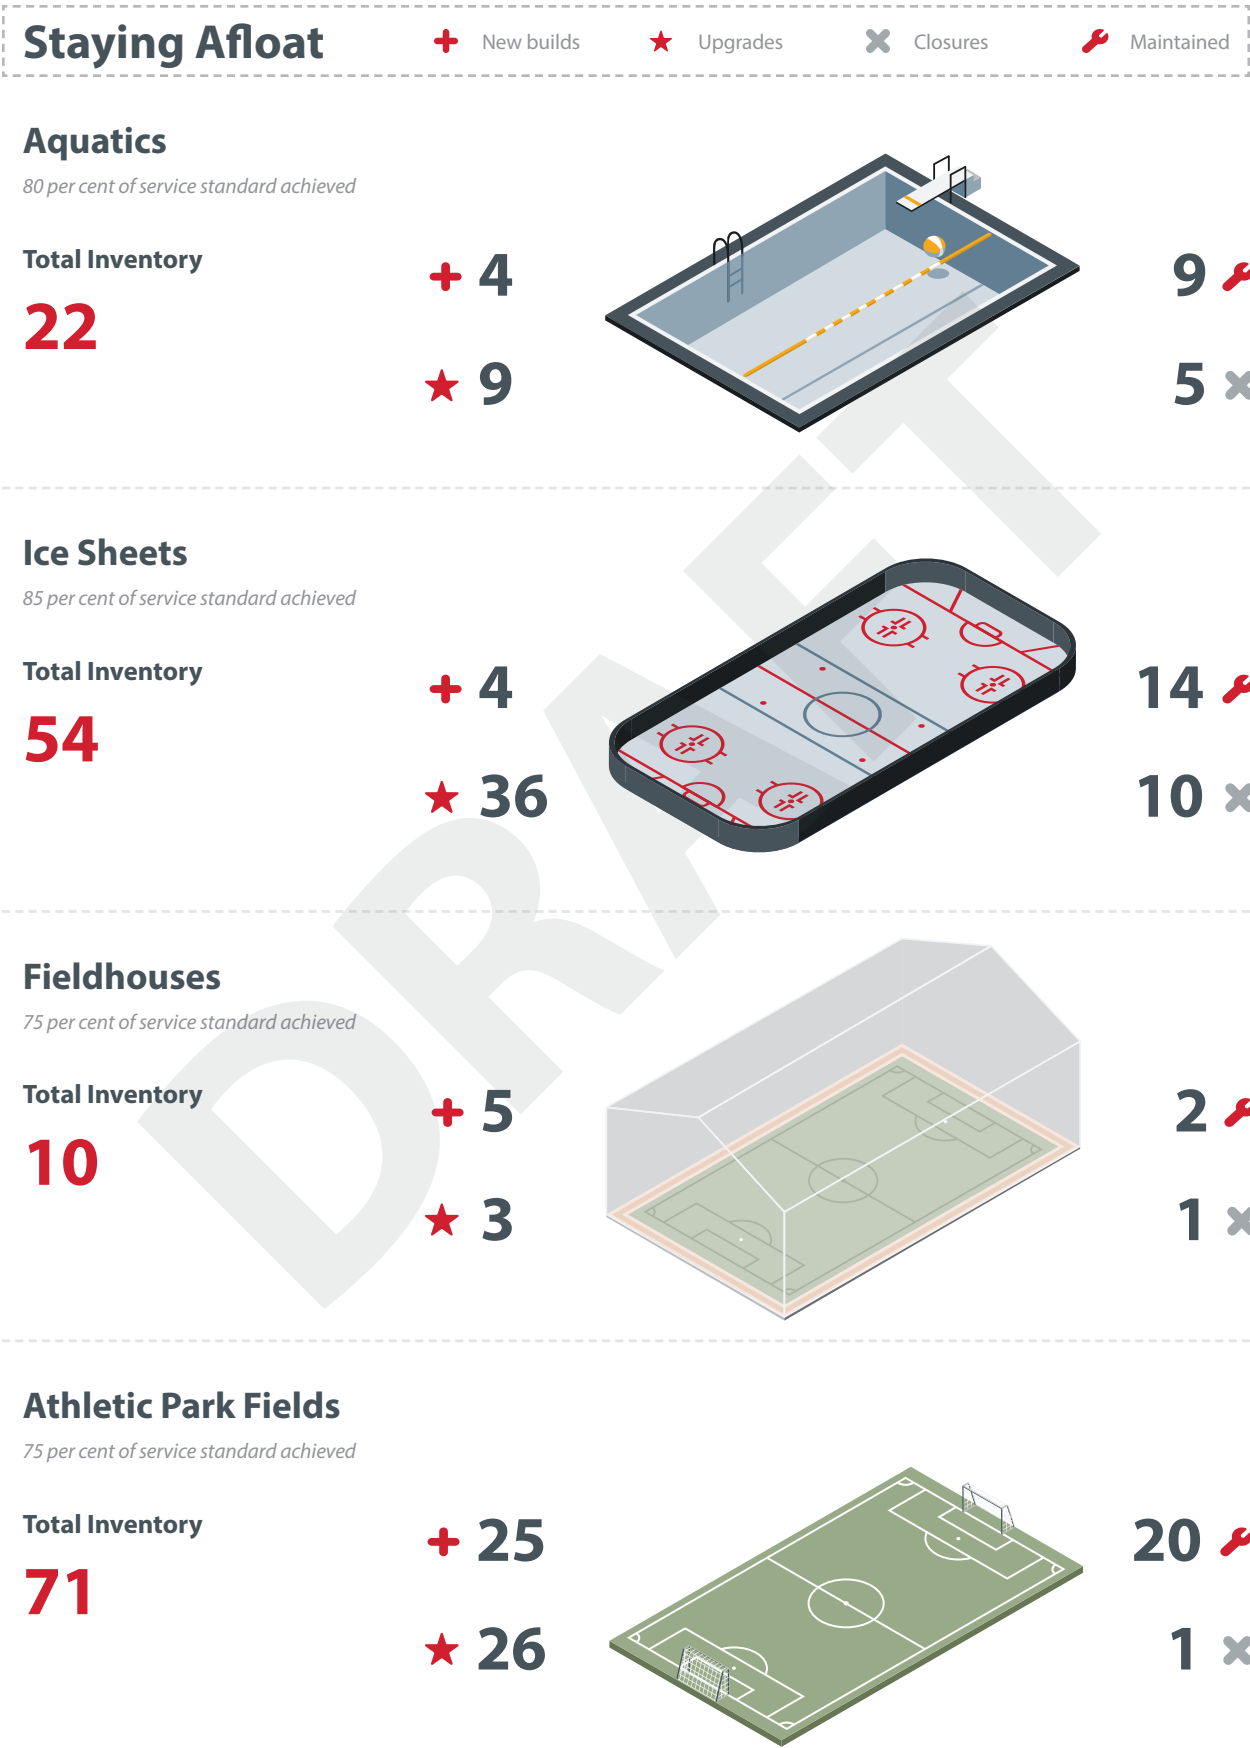 Staying Afloat
New builds
Upgrades
Closures
Maintained
Aquatics
80 per cent of service standard achieved
Total Inventory
22
4
9
9
5
Ice Sheets
85 per cent of service standard achieved
Total Inventory
54
4
36
14
10
Fieldhouses
75 per cent of service standard achieved
Total Inventory
10
5
3
2
1
Athletic Park Fields
75 per cent of service standard achieved
Total Inventory
71
25
26
20
1
DRAFT